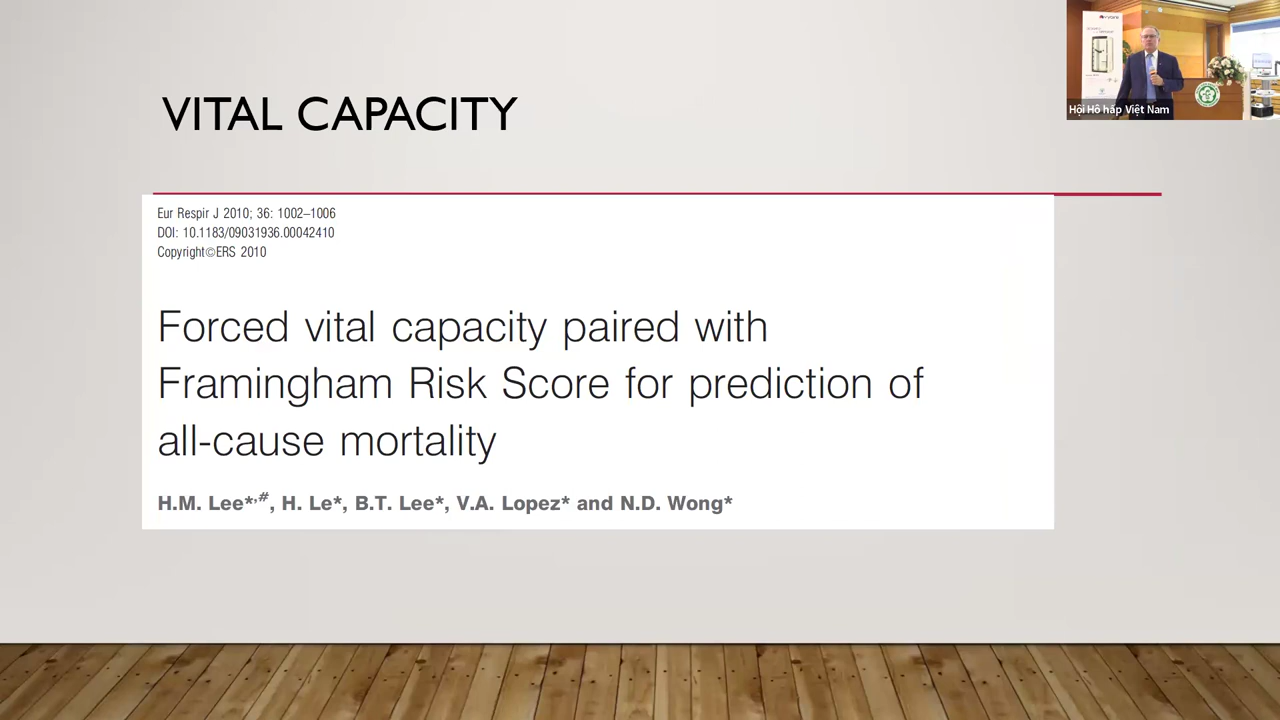 VITAL CAPACITY
Hội Hô hấp Việt Nam
Eur Respir J 2010; 36: 1002–1006
DOI: 10.1183/09031936.00042410
Copyright©ERS 2010
Forced vital capacity paired with
Framingham Risk Score for prediction of
all-cause mortality
H.M. Lee*,#, H. Le*, B.T. Lee*, V.A. Lopez* and N.D. Wong*